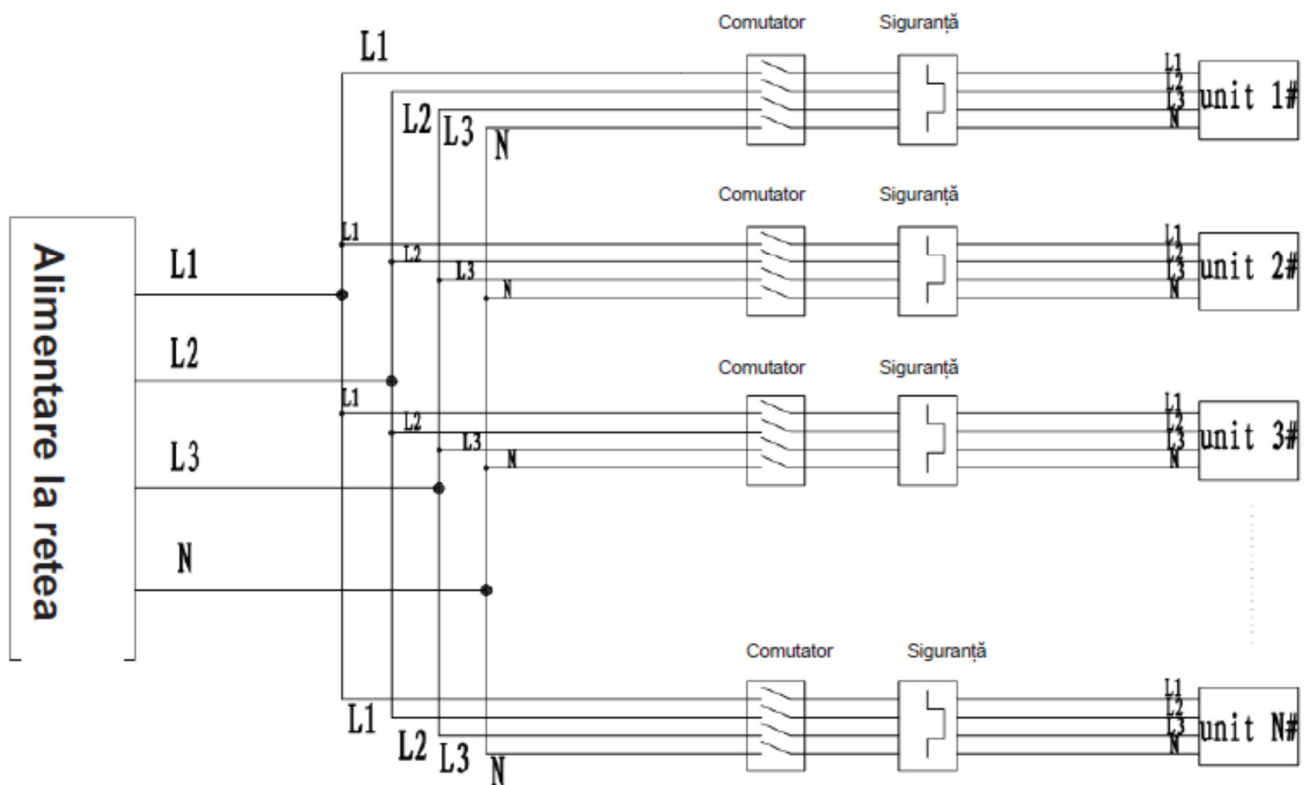 Comutator Siguranță
L1
L1
L2
L3
N
unit 1#
L2
L3
N
Comutator Siguranță
L1
L2
L3
N
L1
L2
L3
N
unit 2#
Alimentare la retea
L1
L2
L3
N
Comutator Siguranță
L1
L2
L3
N
L1
L2
L3
N
unit 3#
Comutator Siguranță
L1
L2
L3
N
L1
L2
L3
N
unit N#